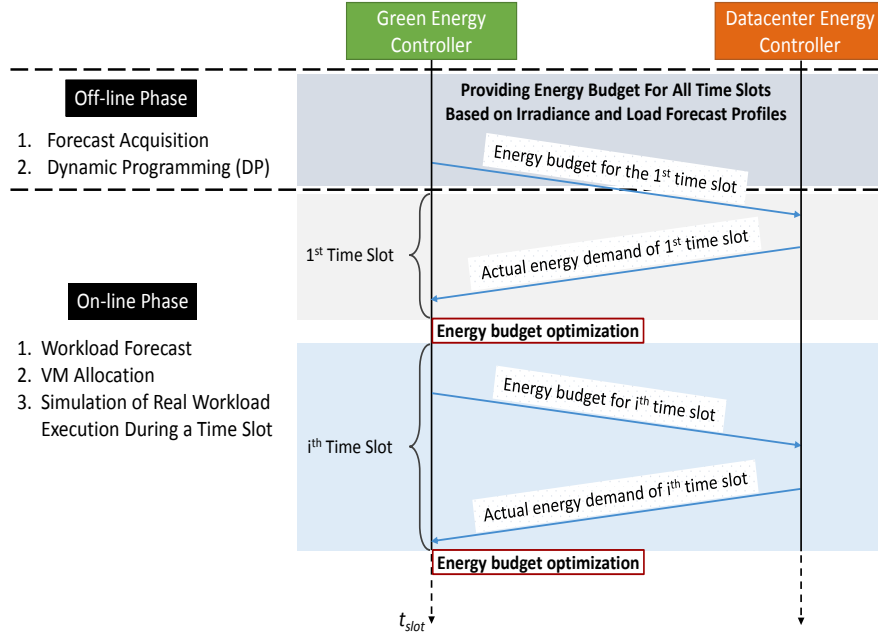 Green Energy
Controller
Datacenter Energy
Controller
Off-line Phase
1. Forecast Acquisition
2. Dynamic Programming (DP)
Providing Energy Budget For All Time Slots
Based on Irradiance and Load Forecast Profiles
Energy budget for the 1st time slot
1st Time Slot
Actual energy demand of 1st time slot
On-line Phase
1. Workload Forecast
2. VM Allocation
3. Simulation of Real Workload
Execution During a Time Slot
Energy budget optimization
Energy budget for ith time slot
ith Time Slot
Actual energy demand of ith time slot
Energy budget optimization
tslot